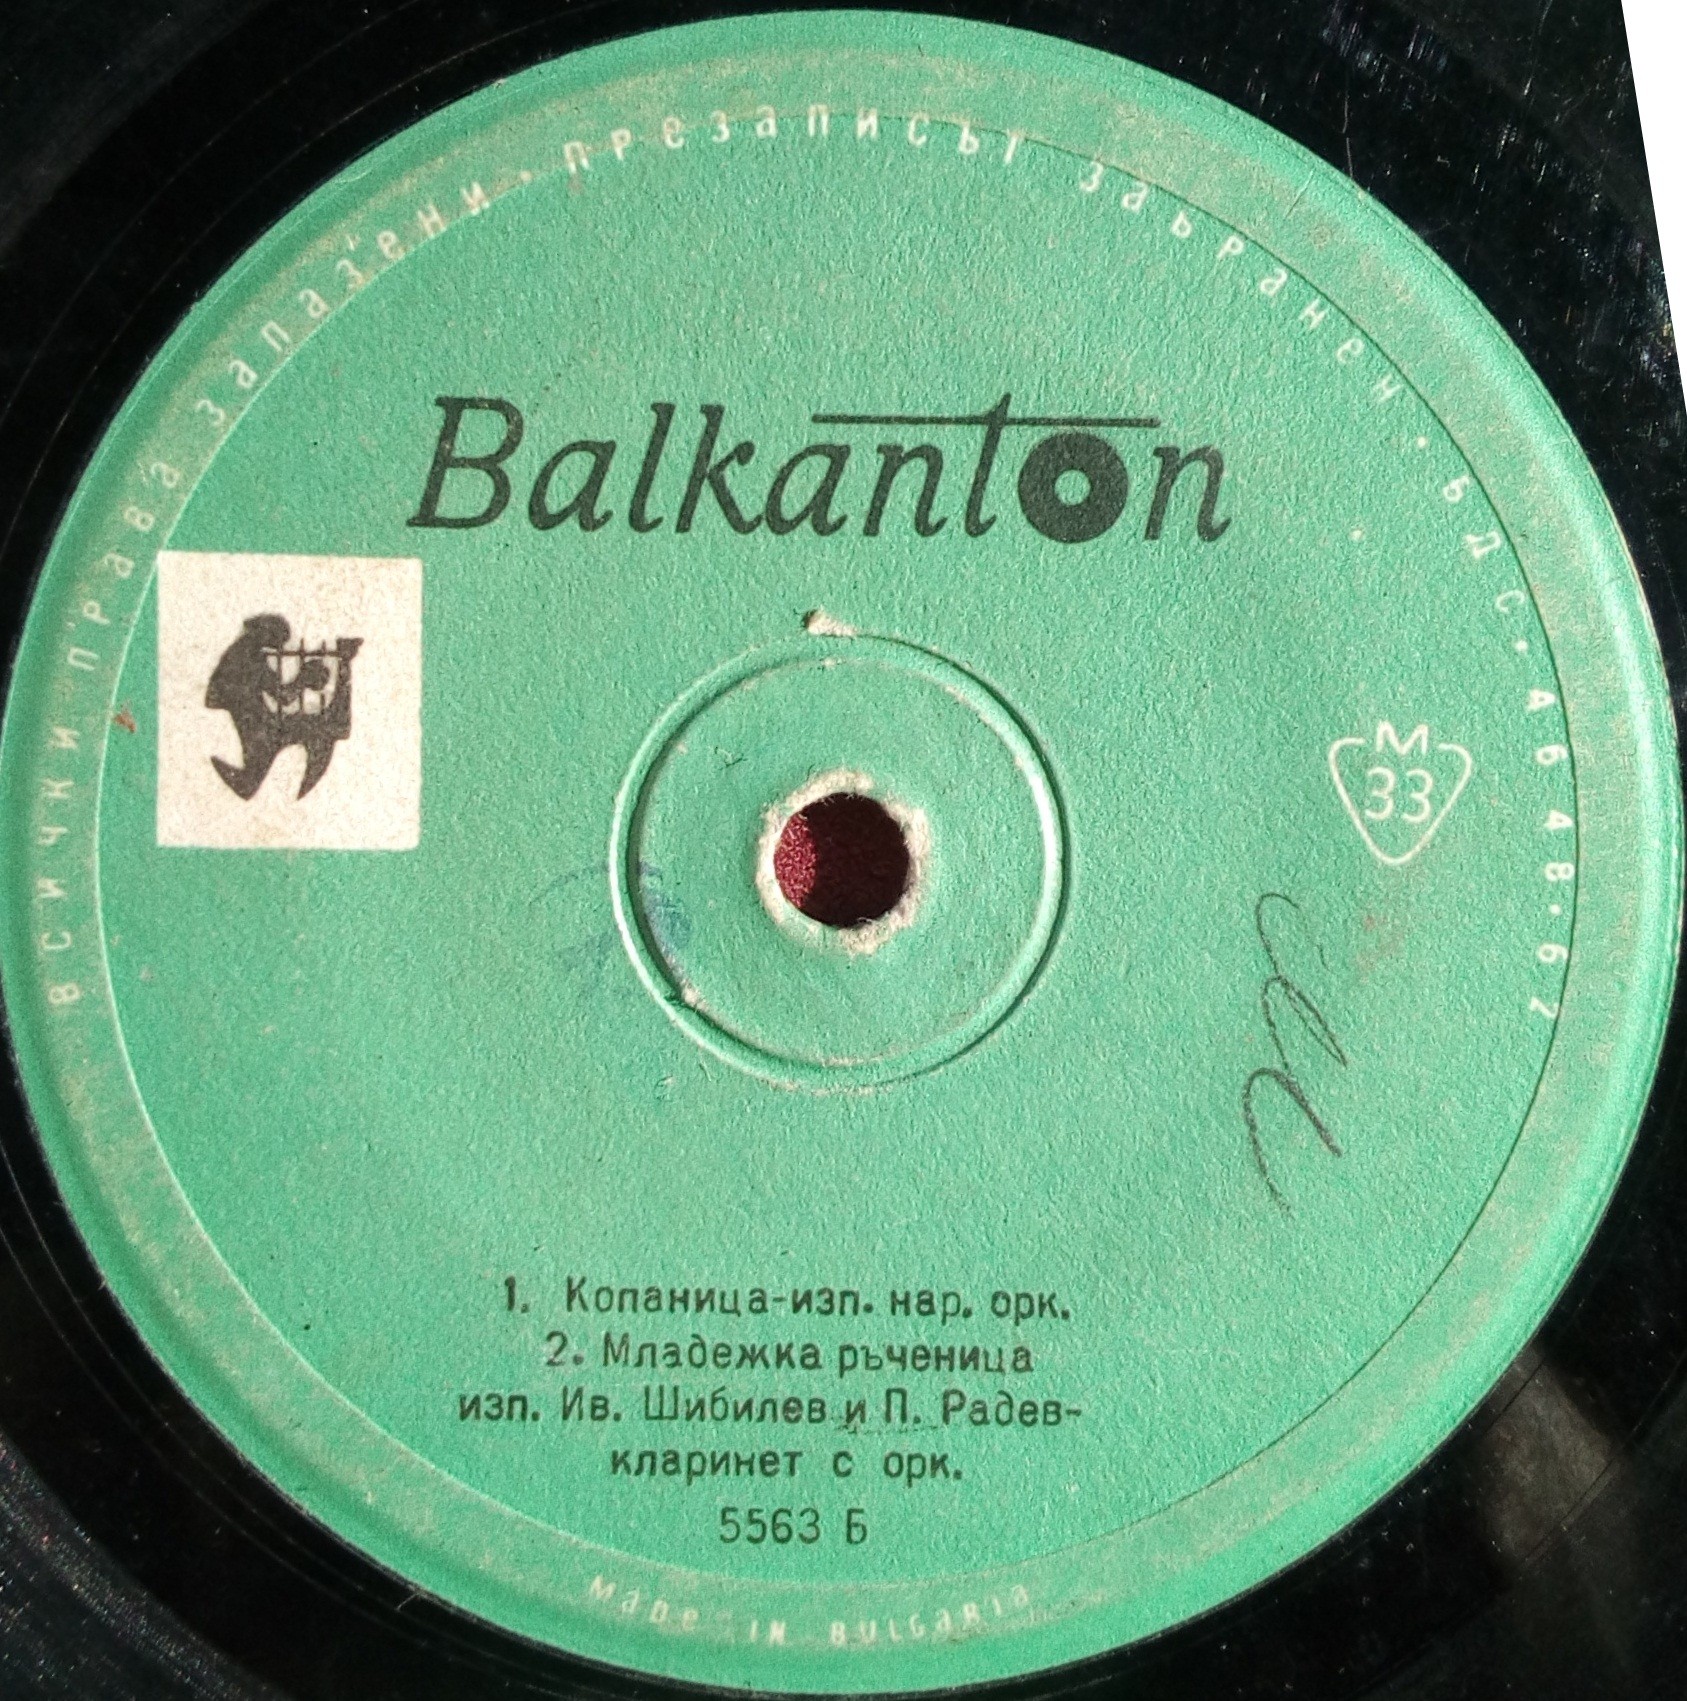 ВСИЧКИ ПРАВА ЗАПАЗЕНИ · ПРЕЗАПИСЪТ ЗАБРАНЕН · БДС · 4648·62
Balkanton
M
33
1. Копаница-изп. нар. орк.
2. Младежка ръченица
изп. Ив. Шибилев и П. Радев-
кларинет с орк.
5563 Б
MADE IN BULGARIA